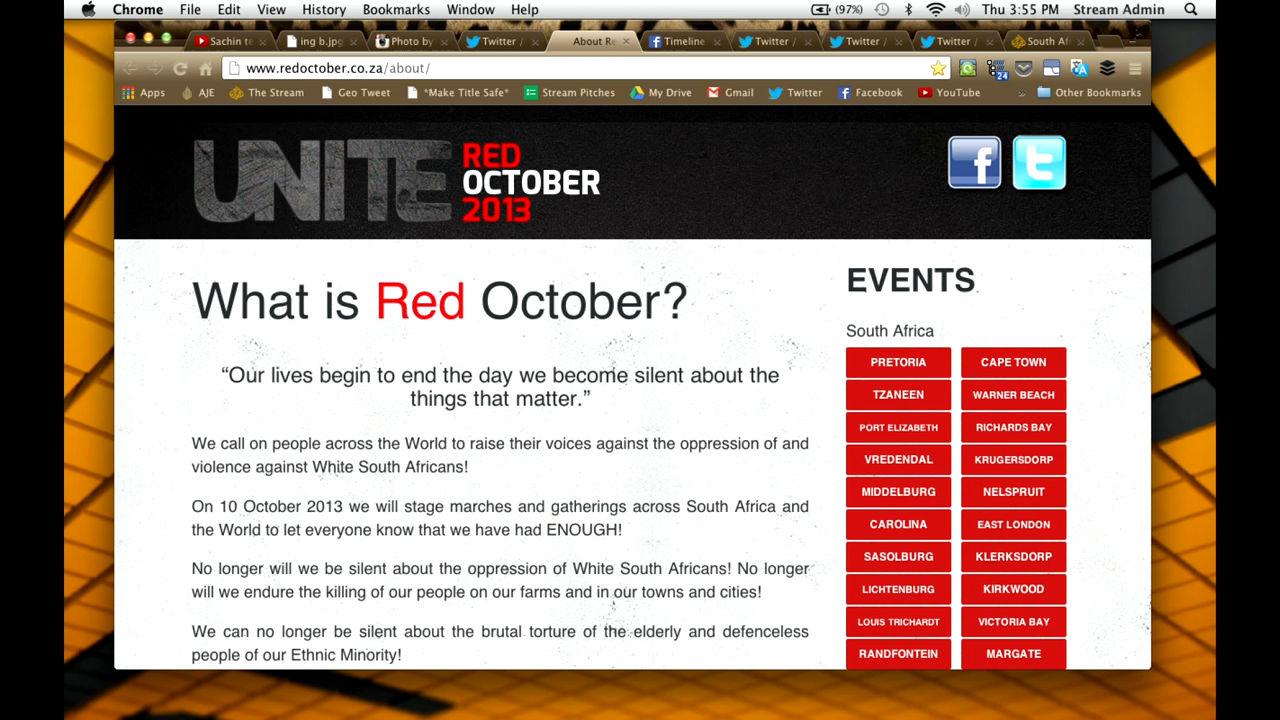 Chrome File Edit View History Bookmarks Window Help (97%) Thu 3:55 PM Stream Admin
Sachin te ing b.jpg Photo by Twitter / About Re Timeline Twitter / Twitter / Twitter / South Af
www.redoctober.co.za/about/
24
Apps AJE The Stream Geo Tweet *Make Title Safe* Stream Pitches My Drive Gmail Twitter Facebook YouTube » Other Bookmarks
UNITE RED
OCTOBER
2013
f t
What is Red October?
“Our lives begin to end the day we become silent about the
things that matter.”
We call on people across the World to raise their voices against the oppression of and
violence against White South Africans!
On 10 October 2013 we will stage marches and gatherings across South Africa and
the World to let everyone know that we have had ENOUGH!
No longer will we be silent about the oppression of White South Africans! No longer
will we endure the killing of our people on our farms and in our towns and cities!
We can no longer be silent about the brutal torture of the elderly and defenceless
people of our Ethnic Minority!
EVENTS
South Africa
PRETORIA CAPE TOWN
TZANEEN WARNER BEACH
PORT ELIZABETH RICHARDS BAY
VREDENDAL KRUGERSDORP
MIDDELBURG NELSPRUIT
CAROLINA EAST LONDON
SASOLBURG KLERKSDORP
LICHTENBURG KIRKWOOD
LOUIS TRICHARDT VICTORIA BAY
RANDFONTEIN MARGATE